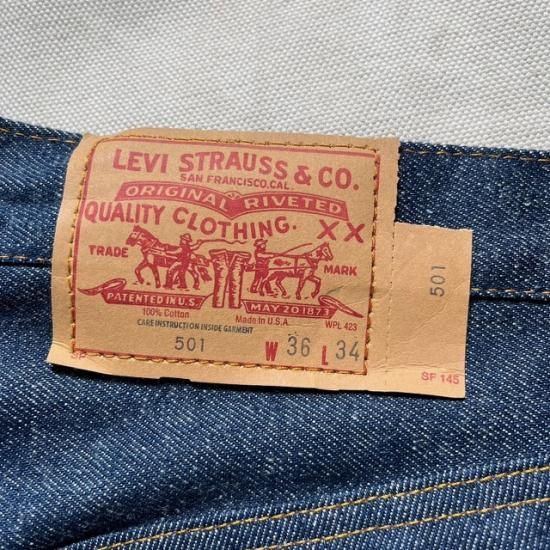 LEVI STRAUSS & CO.
SAN FRANCISCO, CAL.
ORIGINAL RIVETED
QUALITY CLOTHING. XX
TRADE MARK
PATENTED IN U.S. MAY 20 1873
100% Cotton Made in U.S.A. WPL 423
CARE INSTRUCTION INSIDE GARMENT
501 W 36 L 34
SF
501
SF 145